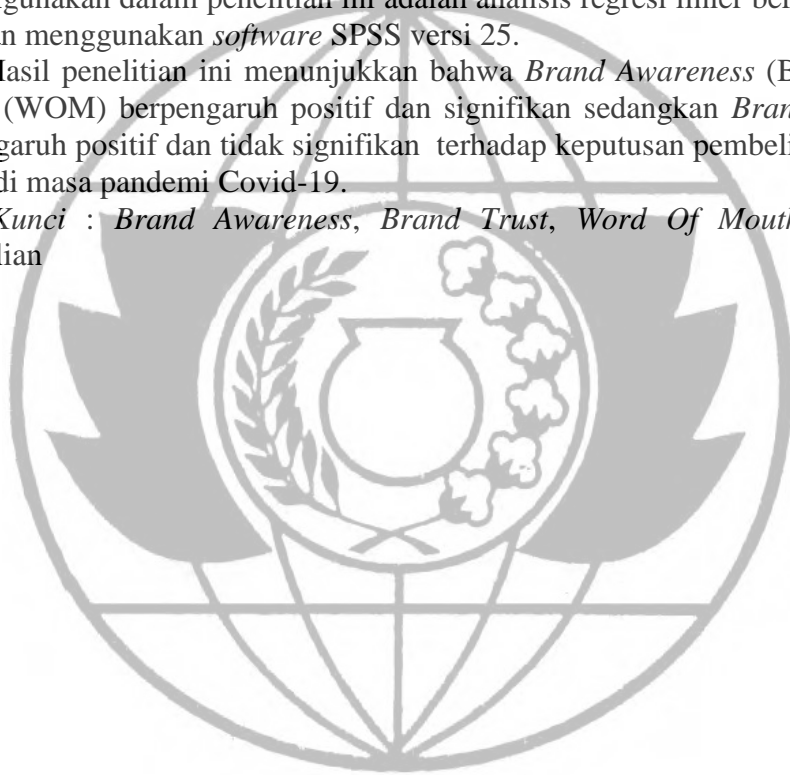 gunakan dalam penelitian ini adalah analisis regresi linier ber
an menggunakan software SPSS versi 25.
Hasil penelitian ini menunjukkan bahwa Brand Awareness (B
(WOM) berpengaruh positif dan signifikan sedangkan Bran
garuh positif dan tidak signifikan terhadap keputusan pembeli
di masa pandemi Covid-19.
Kunci : Brand Awareness, Brand Trust, Word Of Mouth
lian